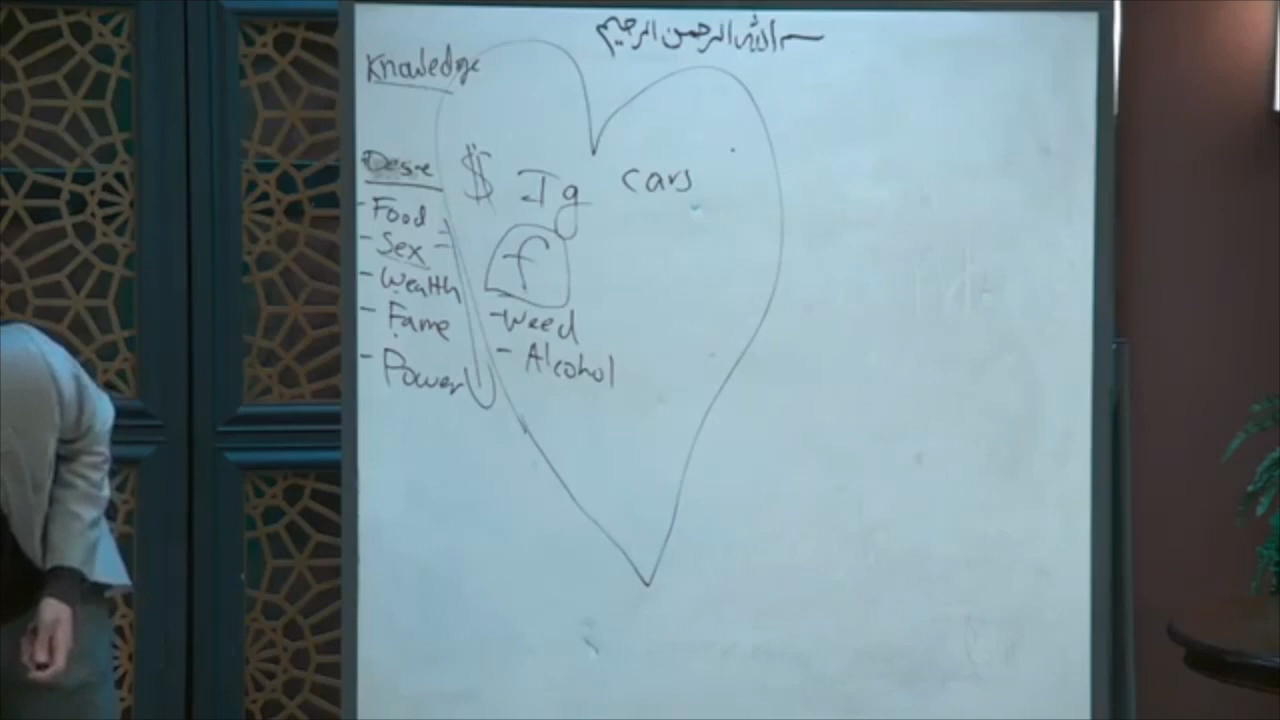 بسم الله الرحمن الرحيم
Knowledge
Desire
$ Ig cars
- Food
- Sex -
f
- Wealth
- Fame
- Weed
- Power
- Alcohol